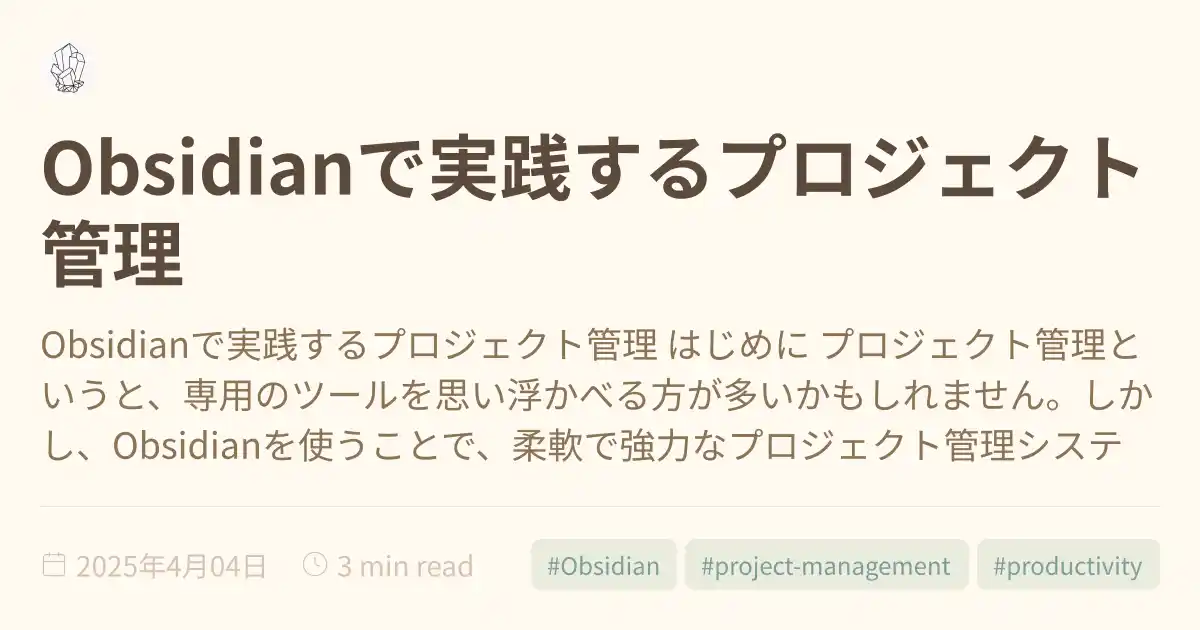 Obsidianで実践するプロジェクト
管理
Obsidianで実践するプロジェクト管理 はじめに プロジェクト管理と
いうと、専用のツールを思い浮かべる方が多いかもしれません。しか
し、Obsidianを使うことで、柔軟で強力なプロジェクト管理システ
2025年4月04日 3 min read #Obsidian #project-management #productivity